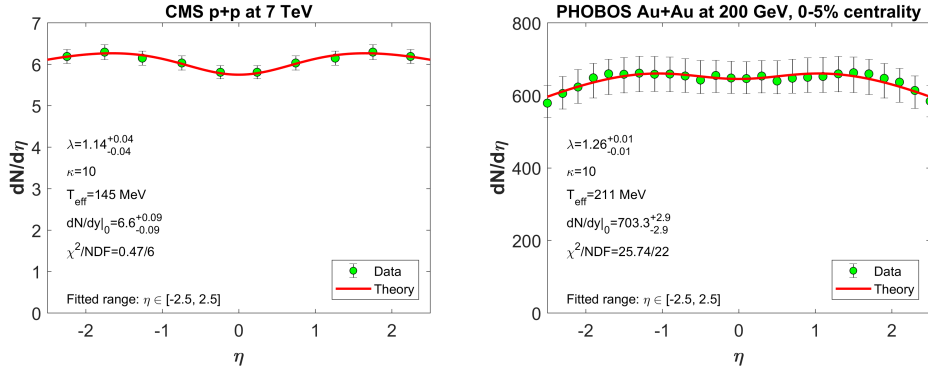 CMS p+p at 7 TeV
dN/dη
7
6
5
4
3
2
1
0
λ=1.14+0.04
-0.04
κ=10
Teff=145 MeV
dN/dy|0=6.6+0.09
-0.09
χ2/NDF=0.47/6
Data
Theory
Fitted range: η ∈ [-2.5, 2.5]
-2 -1 0 1 2
η
PHOBOS Au+Au at 200 GeV, 0-5% centrality
dN/dη
800
600
400
200
0
λ=1.26+0.01
-0.01
κ=10
Teff=211 MeV
dN/dy|0=703.3+2.9
-2.9
χ2/NDF=25.74/22
Data
Theory
Fitted range: η ∈ [-2.5, 2.5]
-2 -1 0 1 2
η